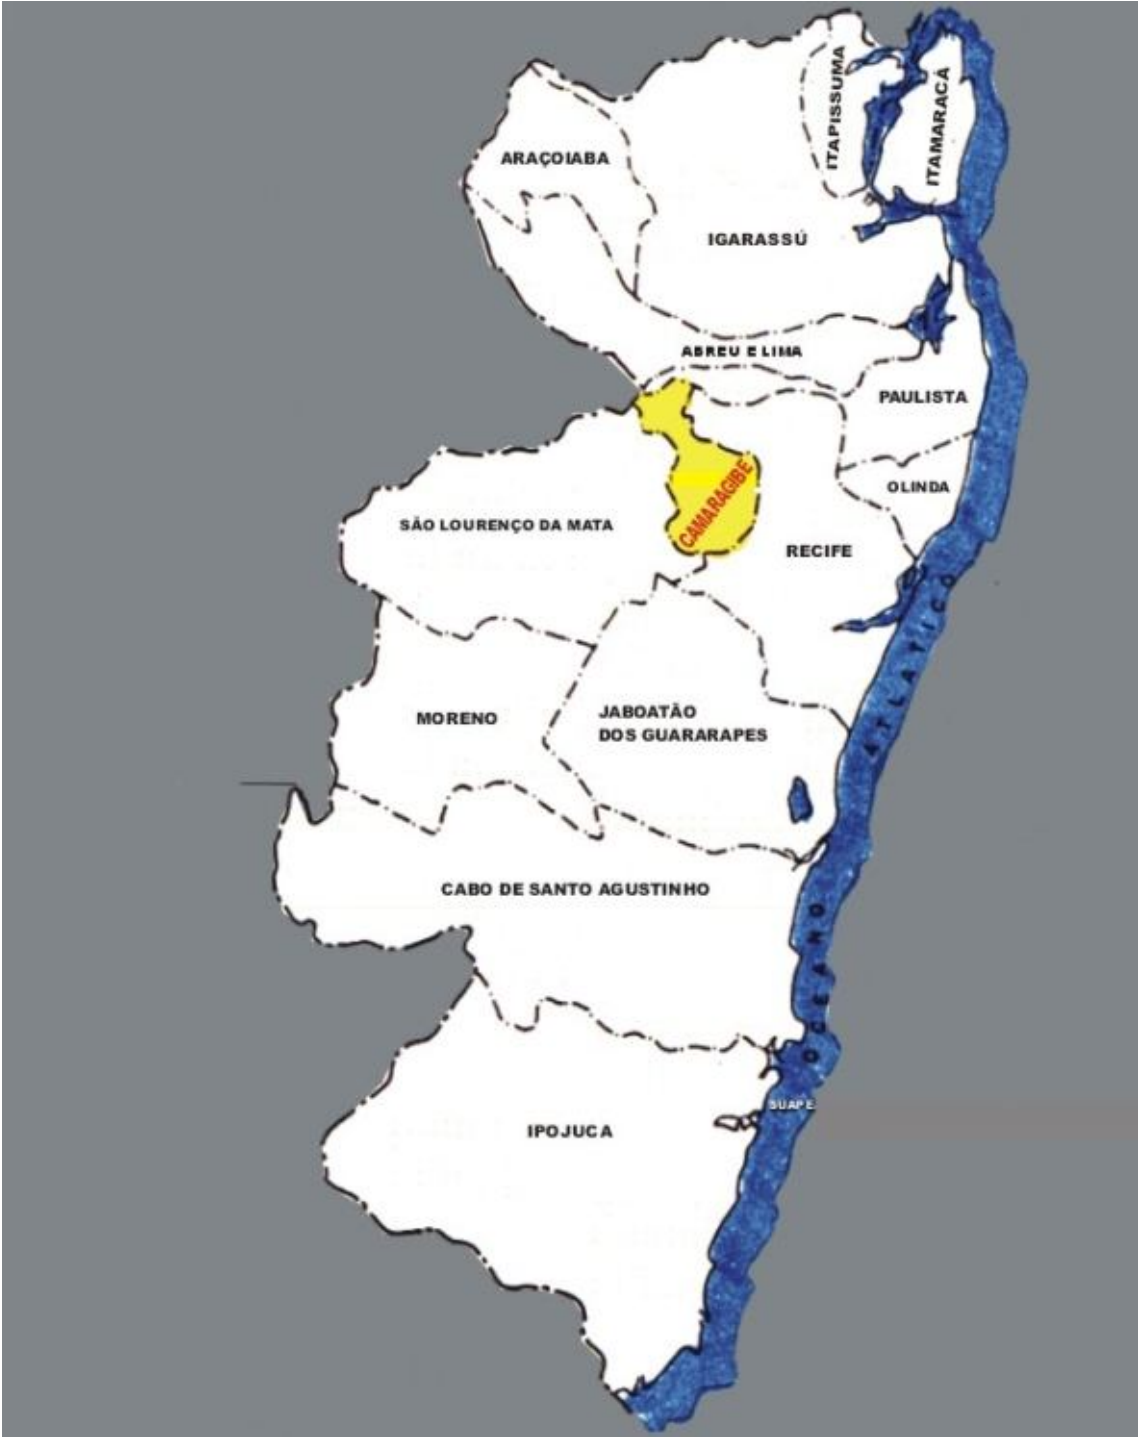 ITAPISSUMA
ITAMARACÁ
ARAÇOIABA
IGARASSÚ
ABREU E LIMA
PAULISTA
OLINDA
CAMARAGIBE
SÃO LOURENÇO DA MATA
RECIFE
MORENO
JABOATÃO
DOS GUARARAPES
CABO DE SANTO AGUSTINHO
OCEANO ATLATICO
SUAPE
IPOJUCA